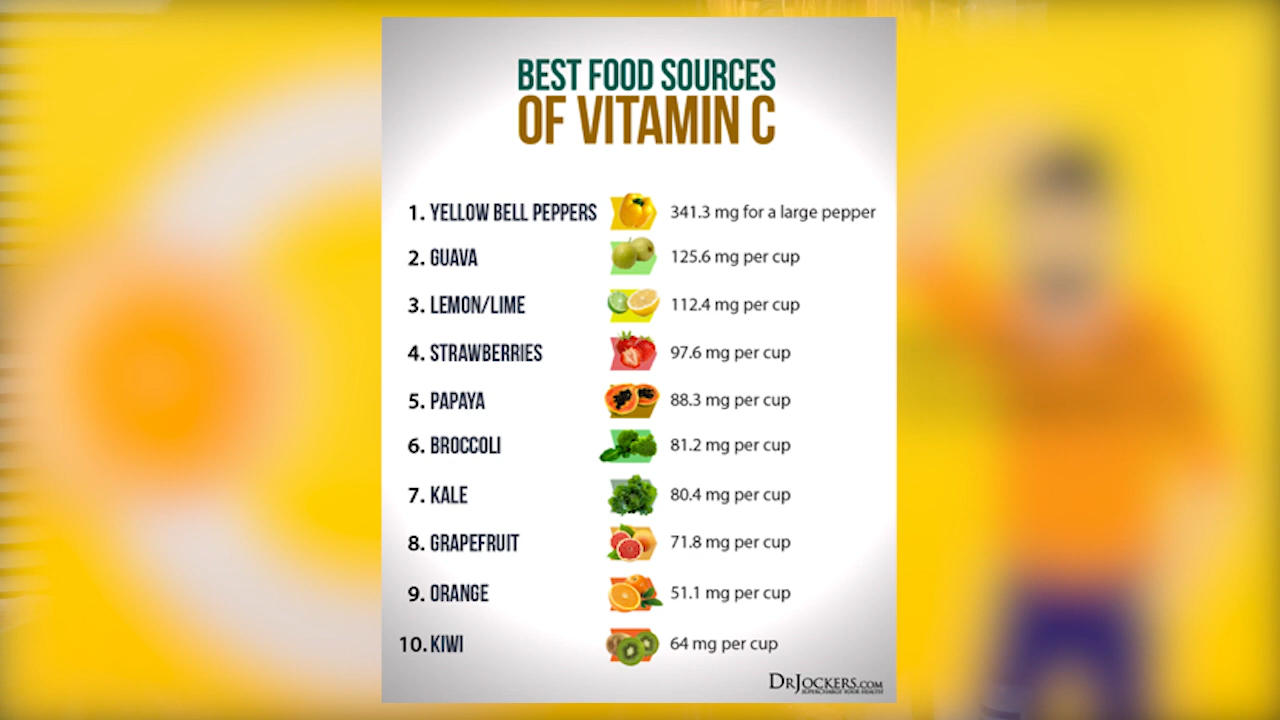 BEST FOOD SOURCES
OF VITAMIN C
1. YELLOW BELL PEPPERS 341.3 mg for a large pepper
2. GUAVA 125.6 mg per cup
3. LEMON/LIME 112.4 mg per cup
4. STRAWBERRIES 97.6 mg per cup
5. PAPAYA 88.3 mg per cup
6. BROCCOLI 81.2 mg per cup
7. KALE 80.4 mg per cup
8. GRAPEFRUIT 71.8 mg per cup
9. ORANGE 51.1 mg per cup
10. KIWI 64 mg per cup
DRJOCKERS.COM
SUPERCHARGE YOUR HEALTH